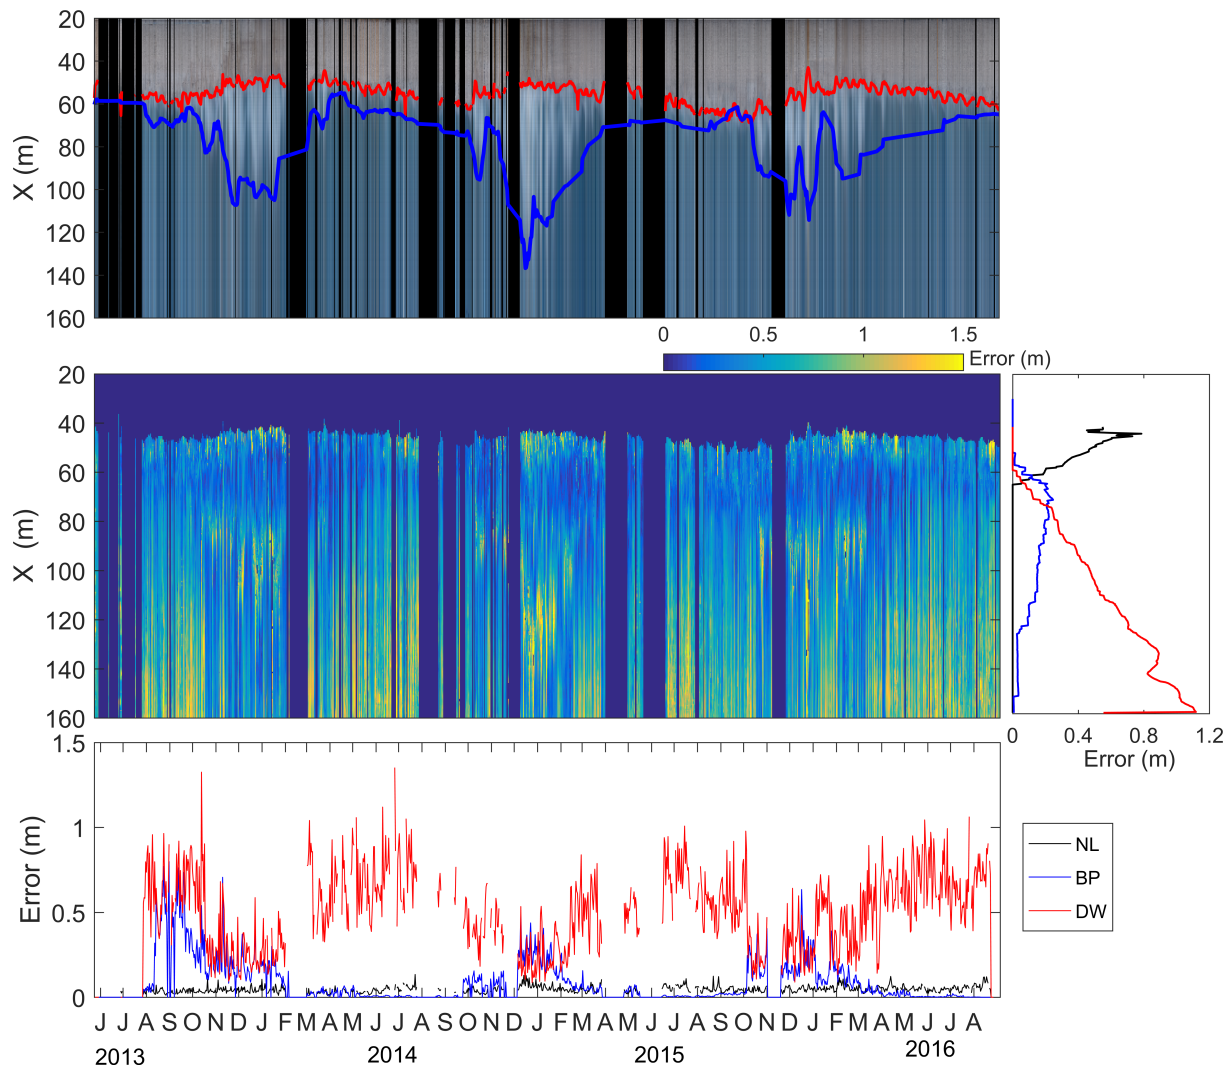 20
40
60
80
100
120
140
160
X (m)
0 0.5 1 1.5
Error (m)
20
40
60
80
100
120
140
160
X (m)
0 0.4 0.8 1.2
Error (m)
1.5
1
0.5
0
Error (m)
NL
BP
DW
J J A S O N D J F M A M J J A S O N D J F M A M J J A S O N D J F M A M J J A
2013 2014 2015 2016